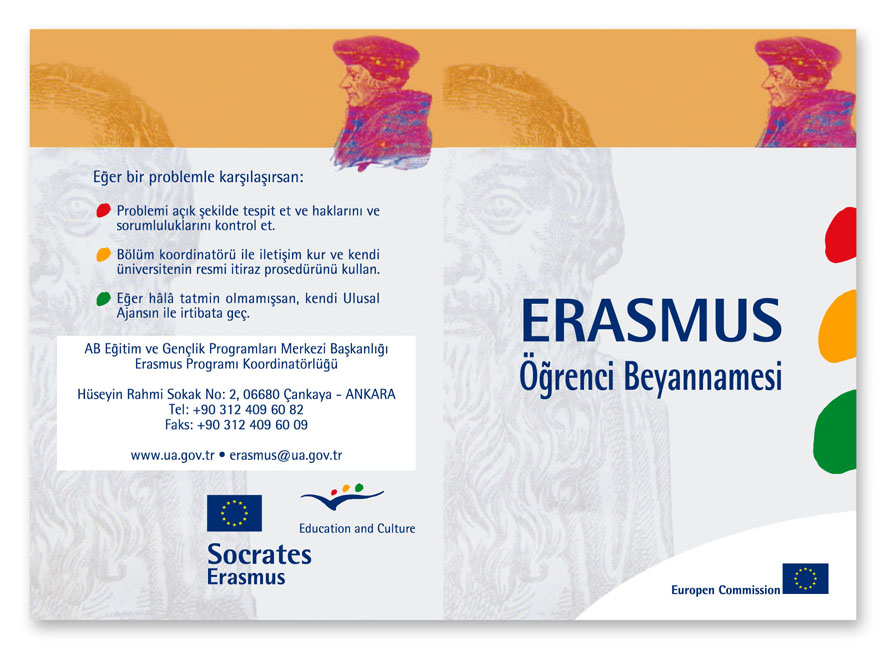 Eğer bir problemle karşılaşırsan:
Problemi açık şekilde tespit et ve haklarını ve
sorumluluklarını kontrol et.
Bölüm koordinatörü ile iletişim kur ve kendi
üniversitenin resmi itiraz prosedürünü kullan.
Eğer hâlâ tatmin olmamışsan, kendi Ulusal
Ajansın ile irtibata geç.
AB Eğitim ve Gençlik Programları Merkezi Başkanlığı
Erasmus Programı Koordinatörlüğü
Hüseyin Rahmi Sokak No: 2, 06680 Çankaya - ANKARA
Tel: +90 312 409 60 82
Faks: +90 312 409 60 09
www.ua.gov.tr • erasmus@ua.gov.tr
Education and Culture
Socrates
Erasmus
ERASMUS
Öğrenci Beyannamesi
Europen Commission